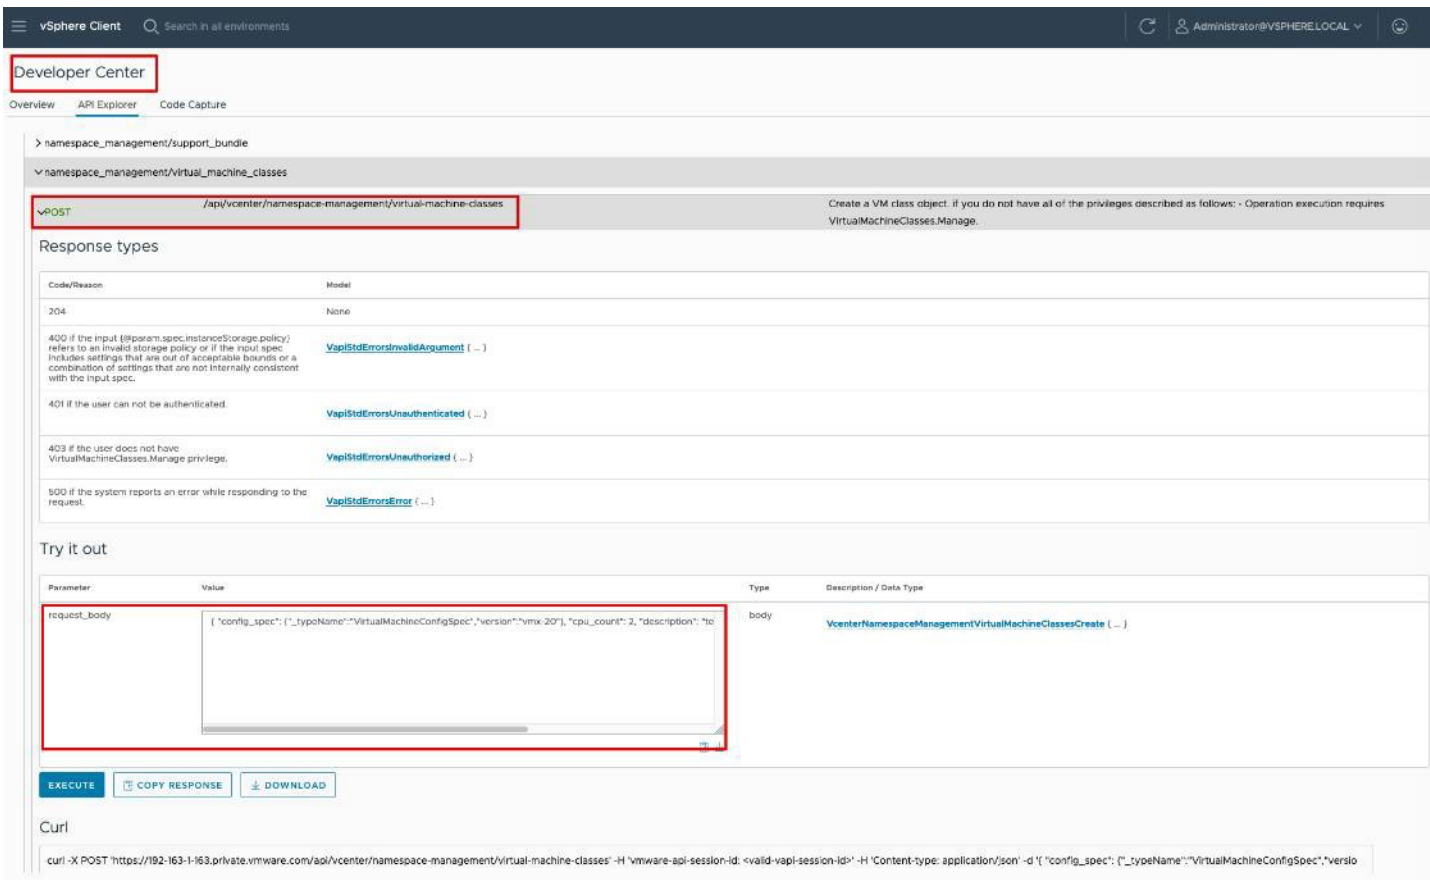 vSphere Client
Search in all environments
Administrator@VSPHERE.LOCAL
Developer Center
Overview API Explorer Code Capture
namespace_management/support_bundle
namespace_management/virtual_machine_classes
POST /api/vcenter/namespace-management/virtual-machine-classes
Create a VM class object. if you do not have all of the privileges described as follows: - Operation execution requires
VirtualMachineClasses.Manage.
Response types
Code/Reason Model
204 None
400 if the input {@param.spec.instanceStorage.policy}
refers to an invalid storage policy or if the input spec
includes settings that are out of acceptable bounds or a
combination of settings that are not internally consistent
with the input spec.
VapiStdErrorsInvalidArgument { ... }
401 if the user can not be authenticated.
VapiStdErrorsUnauthenticated { ... }
403 if the user does not have
VirtualMachineClasses.Manage privilege.
VapiStdErrorsUnauthorized { ... }
500 if the system reports an error while responding to the
request.
VapiStdErrorsError { ... }
Try it out
Parameter Value Type Description / Data Type
request_body
{ "config_spec": {"_typeName":"VirtualMachineConfigSpec","version":"vmx-20"}, "cpu_count": 2, "description": "te
body
VcenterNamespaceManagementVirtualMachineClassesCreate { ... }
EXECUTE COPY RESPONSE DOWNLOAD
Curl
curl -X POST 'https://192-163-1-163.private.vmware.com/api/vcenter/namespace-management/virtual-machine-classes' -H 'vmware-api-session-id: <valid-vapi-session-id>' -H 'Content-type: application/json' -d '{ "config_spec": {"_typeName":"VirtualMachineConfigSpec","versio